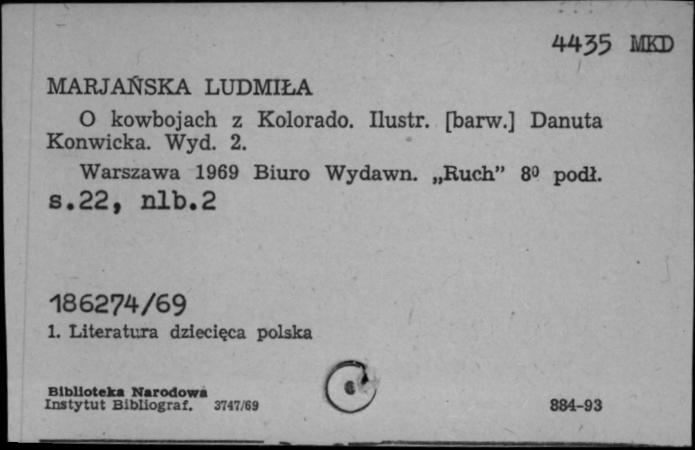 4435 MKD
MARJAŃSKA LUDMIŁA
O kowbojach z Kolorado. Ilustr. [barw.] Danuta
Konwicka. Wyd. 2.
Warszawa 1969 Biuro Wydawn. „Ruch” 8⁰ podł.
s.22, nlb.2
186274/69
1. Literatura dziecięca polska
Biblioteka Narodowa
Instytut Bibliograf. 3747/69
884-93